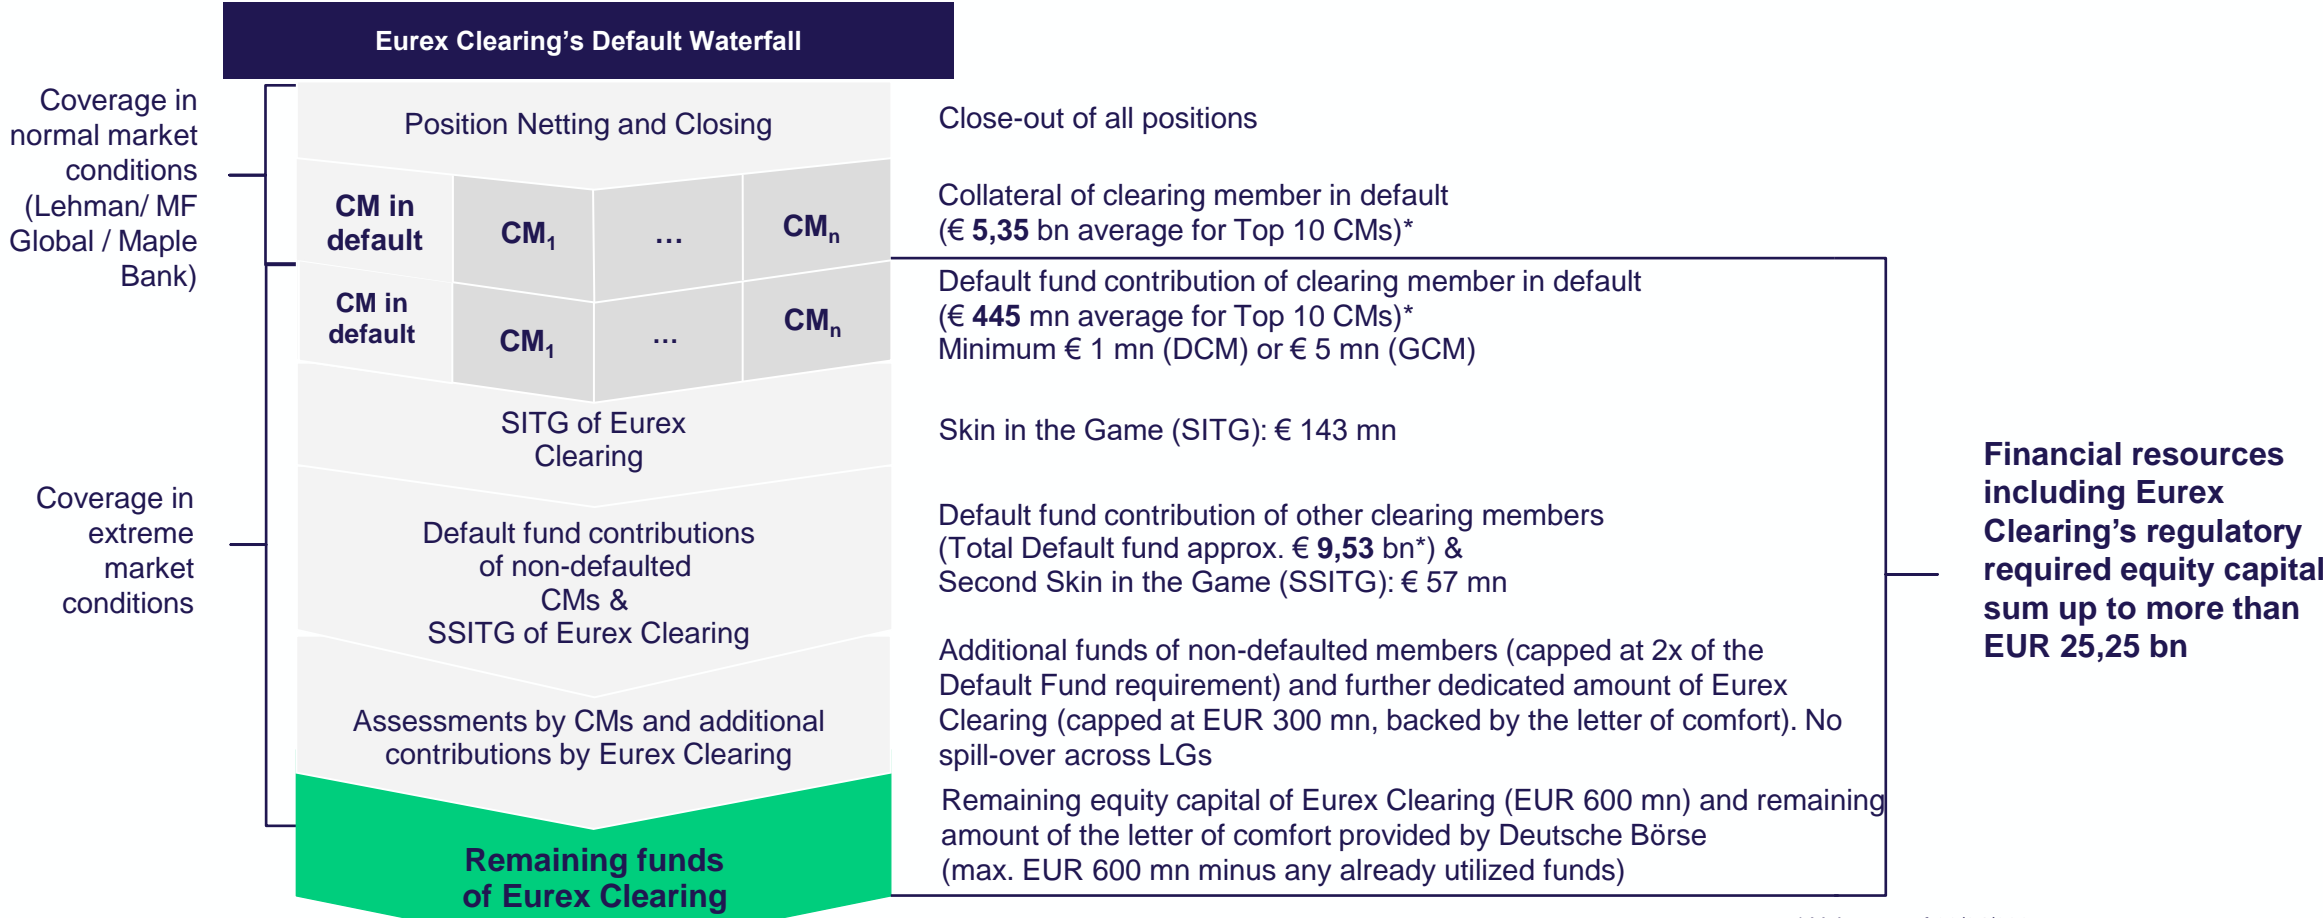 Eurex Clearing's Default Waterfall
Coverage in
normal market
conditions
(Lehman/ MF
Global / Maple
Bank)
Position Netting and Closing
Close-out of all positions
CM in
default
CM₁
...
CMₙ
Collateral of clearing member in default
(€ 5,35 bn average for Top 10 CMs)*
CM in
default
CM₁
...
CMₙ
Default fund contribution of clearing member in default
(€ 445 mn average for Top 10 CMs)*
Minimum € 1 mn (DCM) or € 5 mn (GCM)
SITG of Eurex
Clearing
Skin in the Game (SITG): € 143 mn
Coverage in
extreme
market
conditions
Default fund contributions
of non-defaulted
CMs &
SSITG of Eurex Clearing
Default fund contribution of other clearing members
(Total Default fund approx. € 9,53 bn*) &
Second Skin in the Game (SSITG): € 57 mn
Assessments by CMs and additional
contributions by Eurex Clearing
Additional funds of non-defaulted members (capped at 2x of the
Default Fund requirement) and further dedicated amount of Eurex
Clearing (capped at EUR 300 mn, backed by the letter of comfort). No
spill-over across LGs
Remaining funds
of Eurex Clearing
Remaining equity capital of Eurex Clearing (EUR 600 mn) and remaining
amount of the letter of comfort provided by Deutsche Börse
(max. EUR 600 mn minus any already utilized funds)
Financial resources
including Eurex
Clearing's regulatory
required equity capital
sum up to more than
EUR 25,25 bn